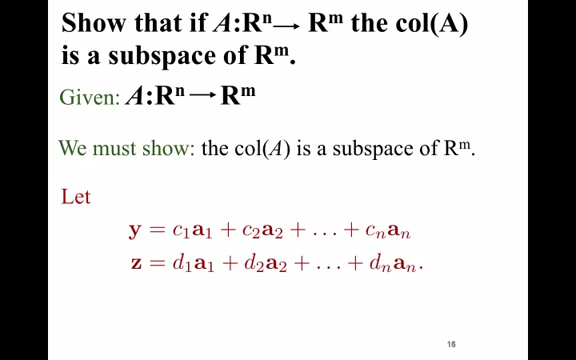 Show that if A:Rⁿ→ Rᵐ the col(A)
is a subspace of Rᵐ.
Given: A:Rⁿ→Rᵐ
We must show: the col(A) is a subspace of Rᵐ.
Let
y = c₁a₁ + c₂a₂ + . . . + cₙaₙ
z = d₁a₁ + d₂a₂ + . . . + dₙaₙ.
16